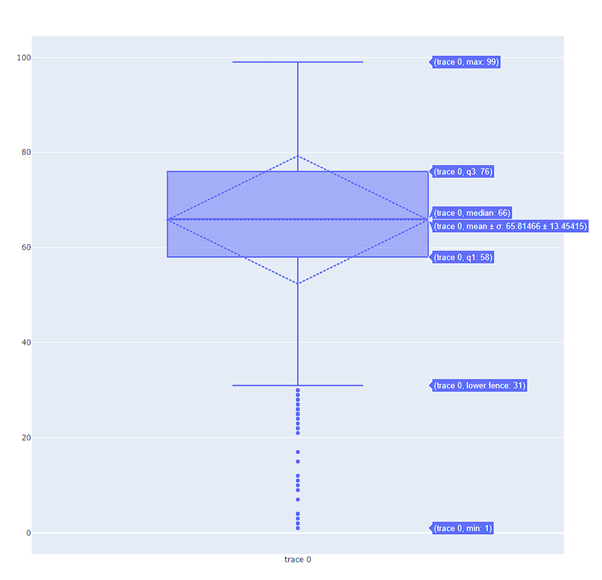 100
(trace 0, max: 99)
80
(trace 0, q3: 76)
(trace 0, median: 66)
(trace 0, mean ± σ: 65.81466 ± 13.45415)
60
(trace 0, q1: 58)
40
(trace 0, lower fence: 31)
20
0
(trace 0, min: 1)
trace 0